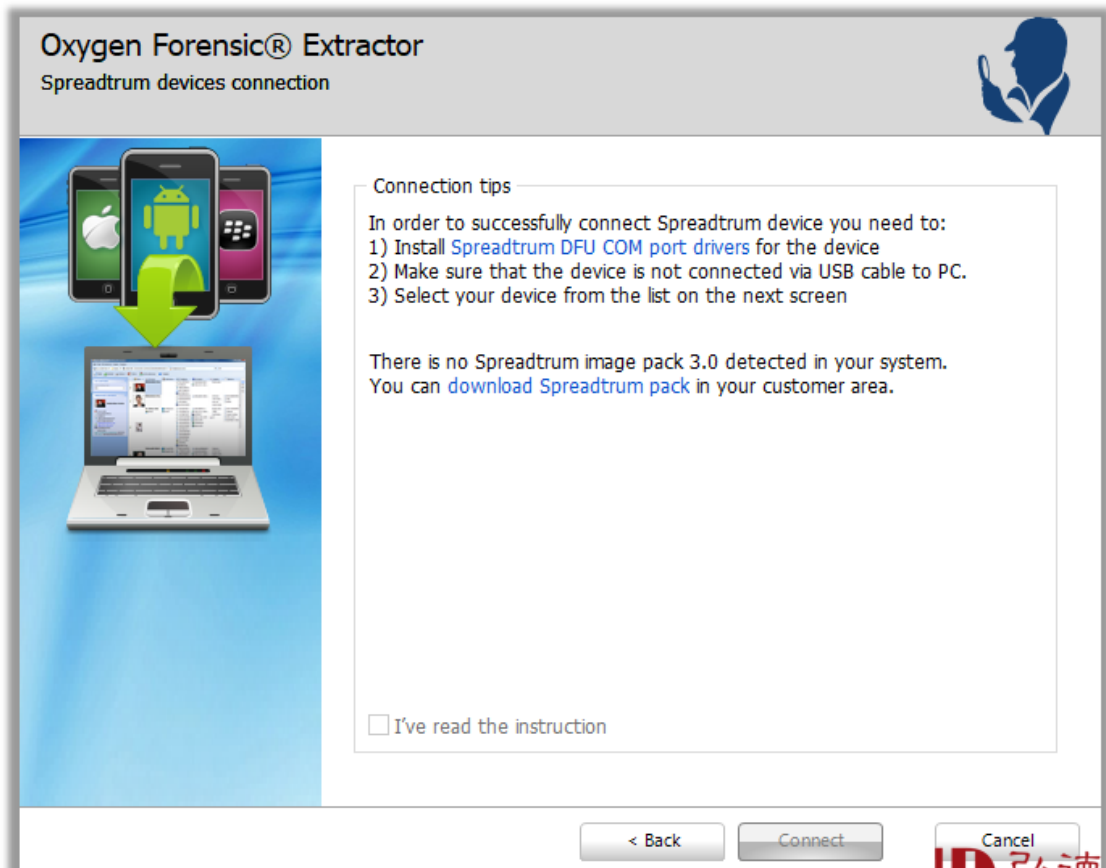 Oxygen Forensic® Extractor
Spreadtrum devices connection
Connection tips
In order to successfully connect Spreadtrum device you need to:
1) Install Spreadtrum DFU COM port drivers for the device
2) Make sure that the device is not connected via USB cable to PC.
3) Select your device from the list on the next screen
There is no Spreadtrum image pack 3.0 detected in your system.
You can download Spreadtrum pack in your customer area.
I've read the instruction
< Back
Connect
Cancel